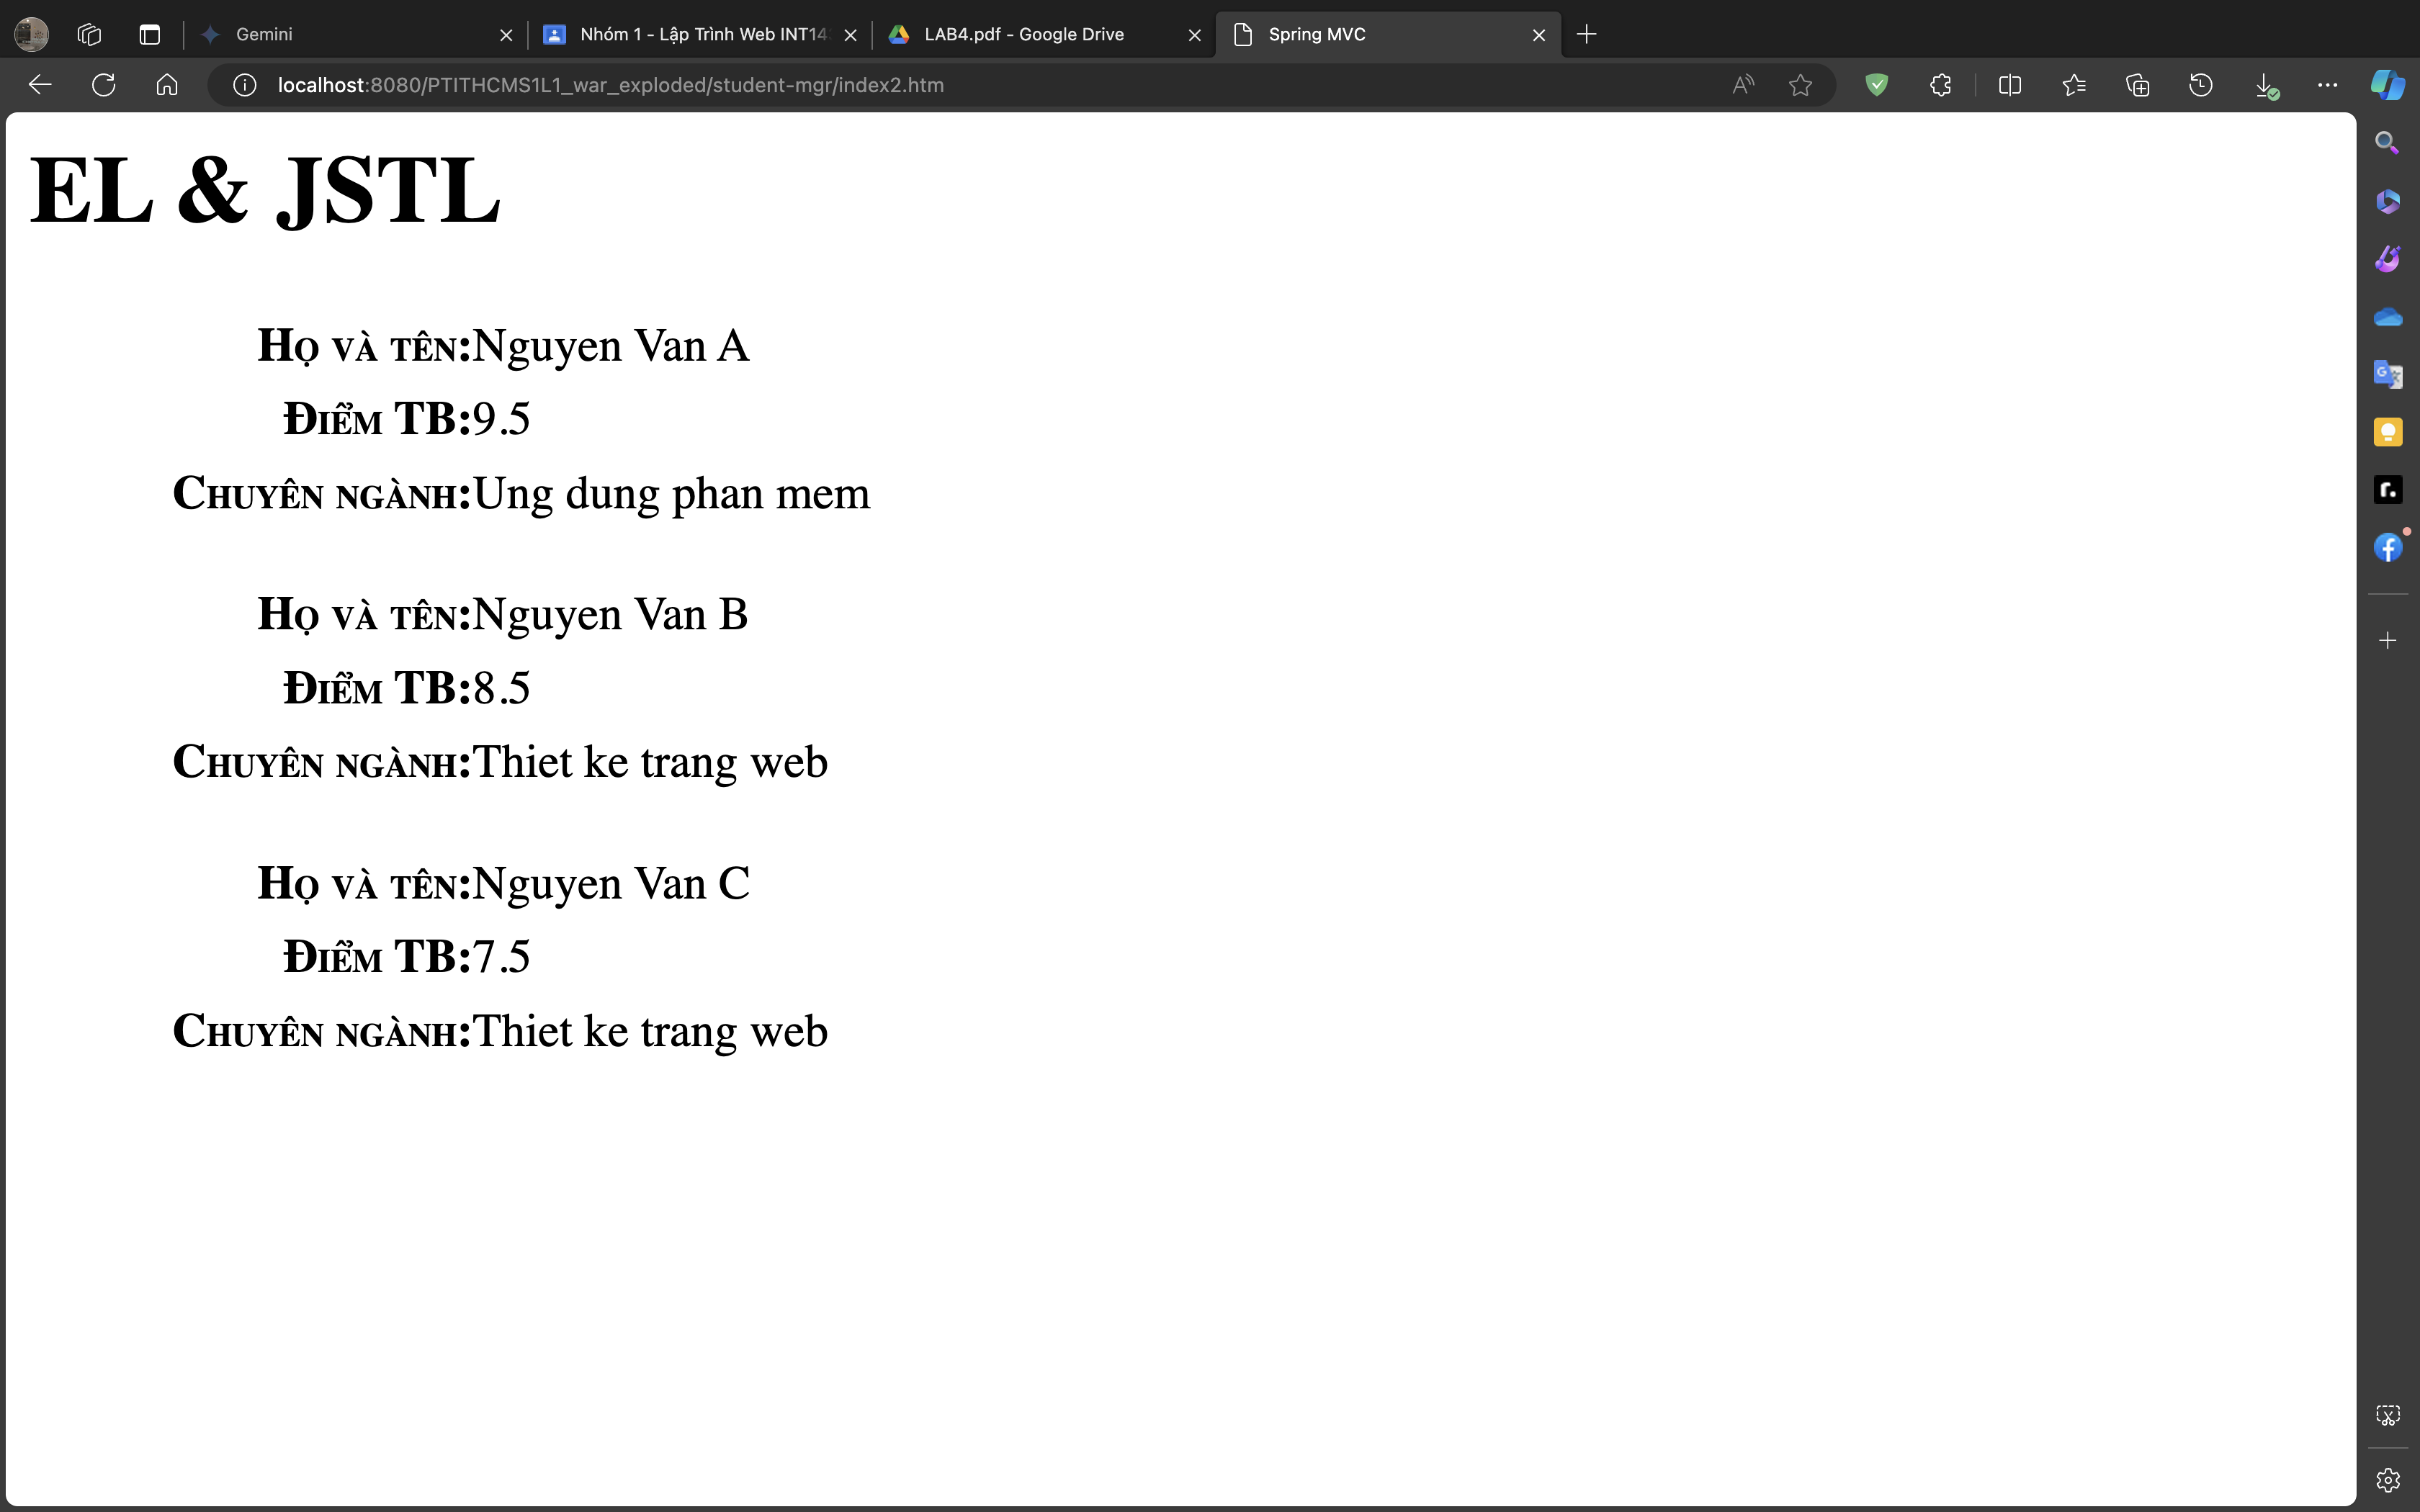 Gemini
Nhóm 1 - Lập Trình Web INT14
LAB4.pdf - Google Drive
Spring MVC
localhost:8080/PTITHCMS1L1_war_exploded/student-mgr/index2.htm
EL & JSTL
Họ và tên:Nguyen Van A
Điểm TB:9.5
Chuyên ngành:Ung dung phan mem
Họ và tên:Nguyen Van B
Điểm TB:8.5
Chuyên ngành:Thiet ke trang web
Họ và tên:Nguyen Van C
Điểm TB:7.5
Chuyên ngành:Thiet ke trang web